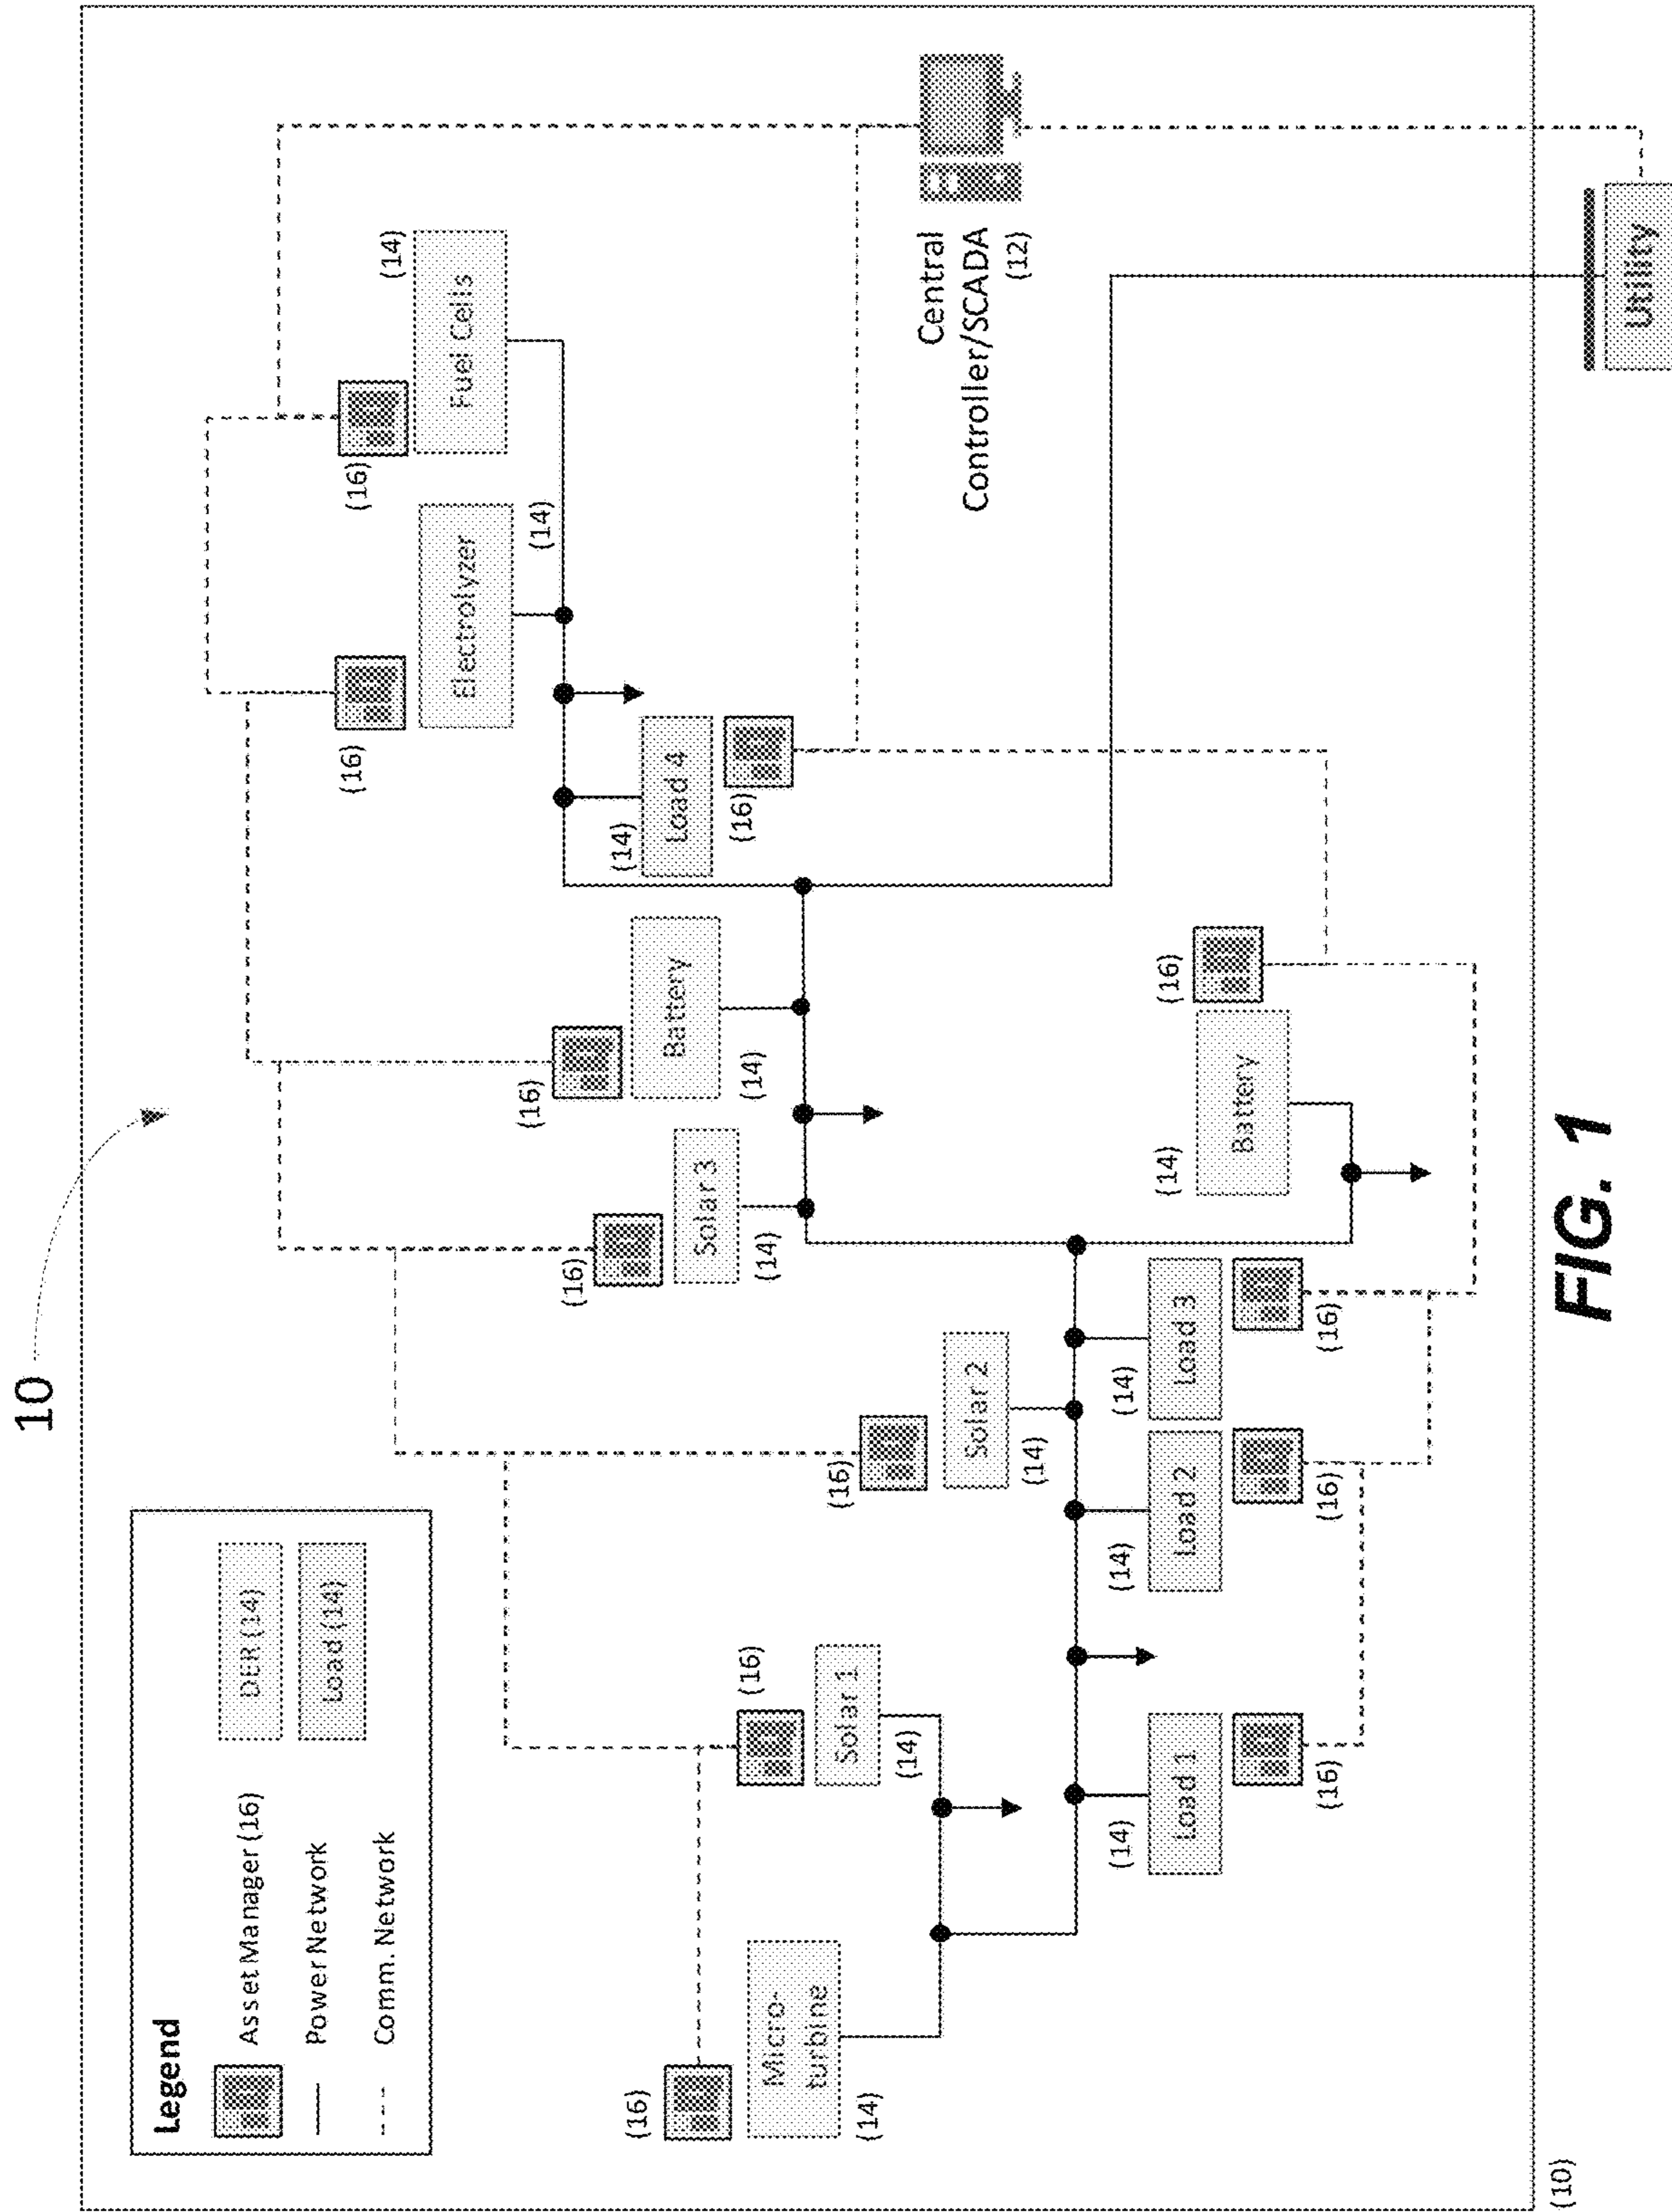 10
Legend
Asset Manager (16)
DER (14)
Power Network
Load (14)
Comm. Network
(16)
Micro-
turbine
(14)
(16)
Solar 1
(14)
(16)
Solar 2
(14)
(16)
Solar 3
(14)
(16)
Battery
(14)
(16)
Electrolyzer
(14)
(16)
Fuel Cells
(14)
(14)
Load 4
(16)
(14)
Load 1
(16)
(14)
Load 2
(16)
(14)
Load 3
(16)
(14)
Battery
(16)
Central
Controller/SCADA
(12)
Utility
(10)
FIG. 1